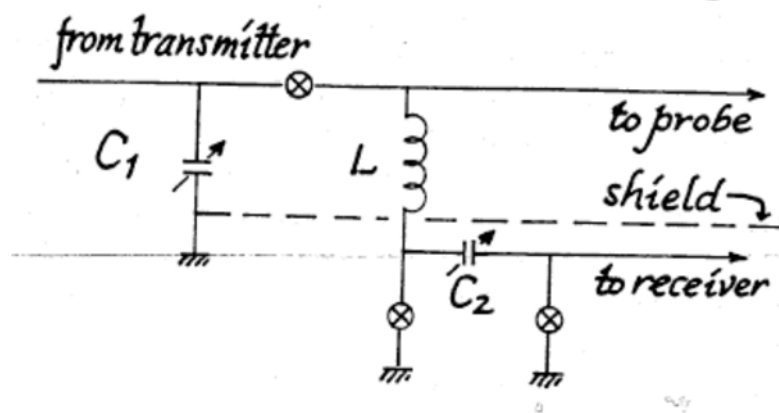 from transmitter
to probe
C₁
L
shield
C₂
to receiver